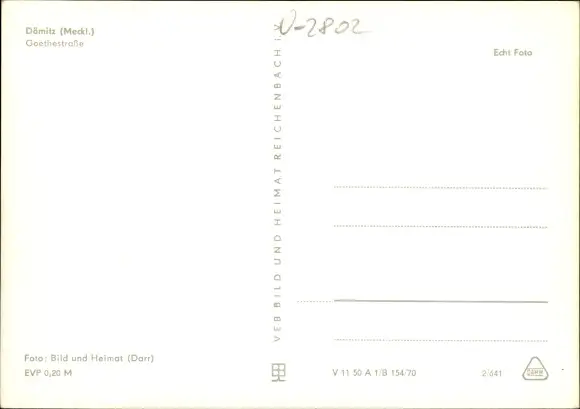 Dömitz (Meckl.)
Goethestraße
V-2802
Echt Foto
VEB BILD UND HEIMAT REICHENBACH i. V.
Foto: Bild und Heimat (Darr)
EVP 0,20 M
V 11 50 A 1/B 154/70
2/641